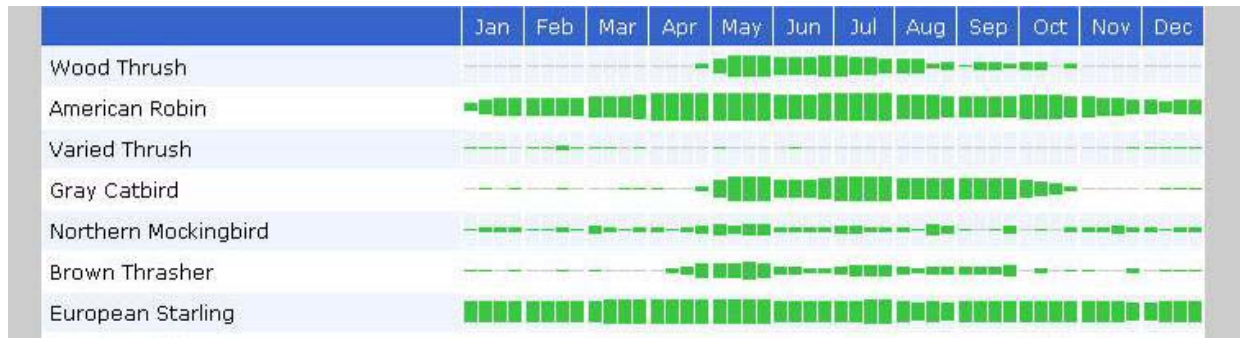 Jan Feb Mar Apr May Jun Jul Aug Sep Oct Nov Dec
Wood Thrush
American Robin
Varied Thrush
Gray Catbird
Northern Mockingbird
Brown Thrasher
European Starling